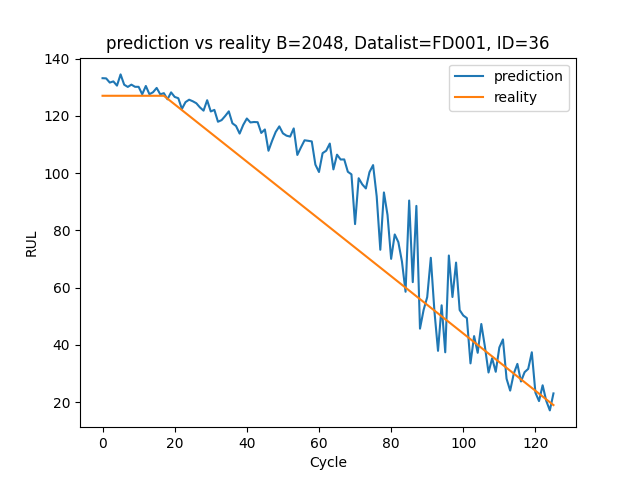 prediction vs reality B=2048, Datalist=FD001, ID=36
prediction
reality
RUL
140
120
100
80
60
40
20
0 20 40 60 80 100 120
Cycle